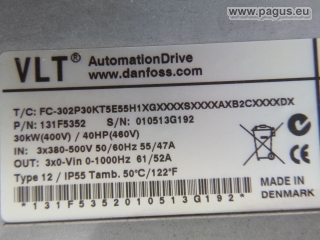 www.pagus.eu
VLT® AutomationDrive
www.danfoss.com
T/C: FC-302P30KT5E55H1XGXXXXSXXXXAXB2CXXXXDX
P/N: 131F5352 S/N: 010513G192
30kW(400V) / 40HP(460V)
IN: 3x380-500V 50/60Hz 55/47A
OUT: 3x0-Vin 0-1000Hz 61/52A
Type 12 / IP55 Tamb. 50°C/122°F
*131F5352010513G192*
MADE IN
DENMARK